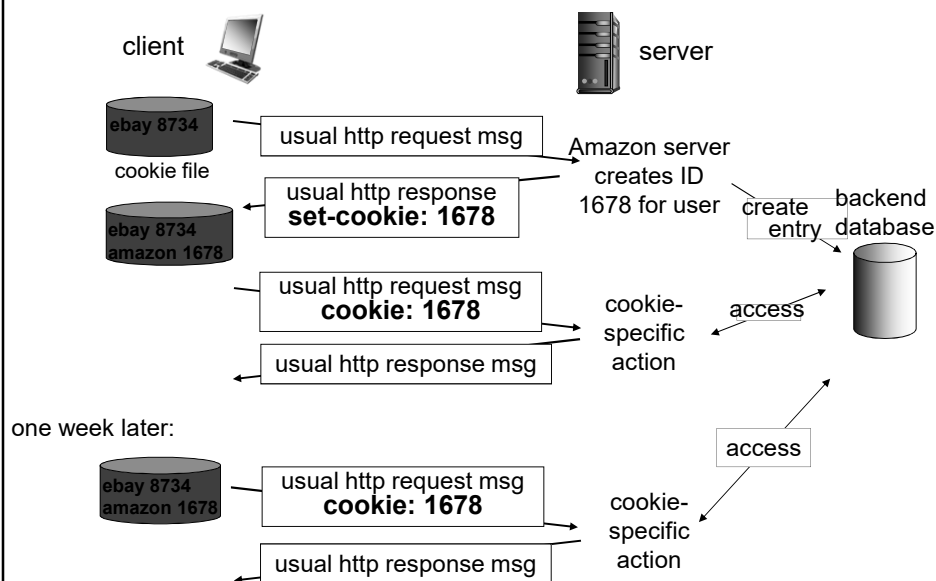 client
server
ebay 8734
usual http request msg
cookie file
Amazon server
creates ID
1678 for user
usual http response
set-cookie: 1678
create
entry
backend
database
ebay 8734
amazon 1678
usual http request msg
cookie: 1678
cookie-
specific
action
access
usual http response msg
one week later:
access
ebay 8734
amazon 1678
usual http request msg
cookie: 1678
cookie-
specific
action
usual http response msg